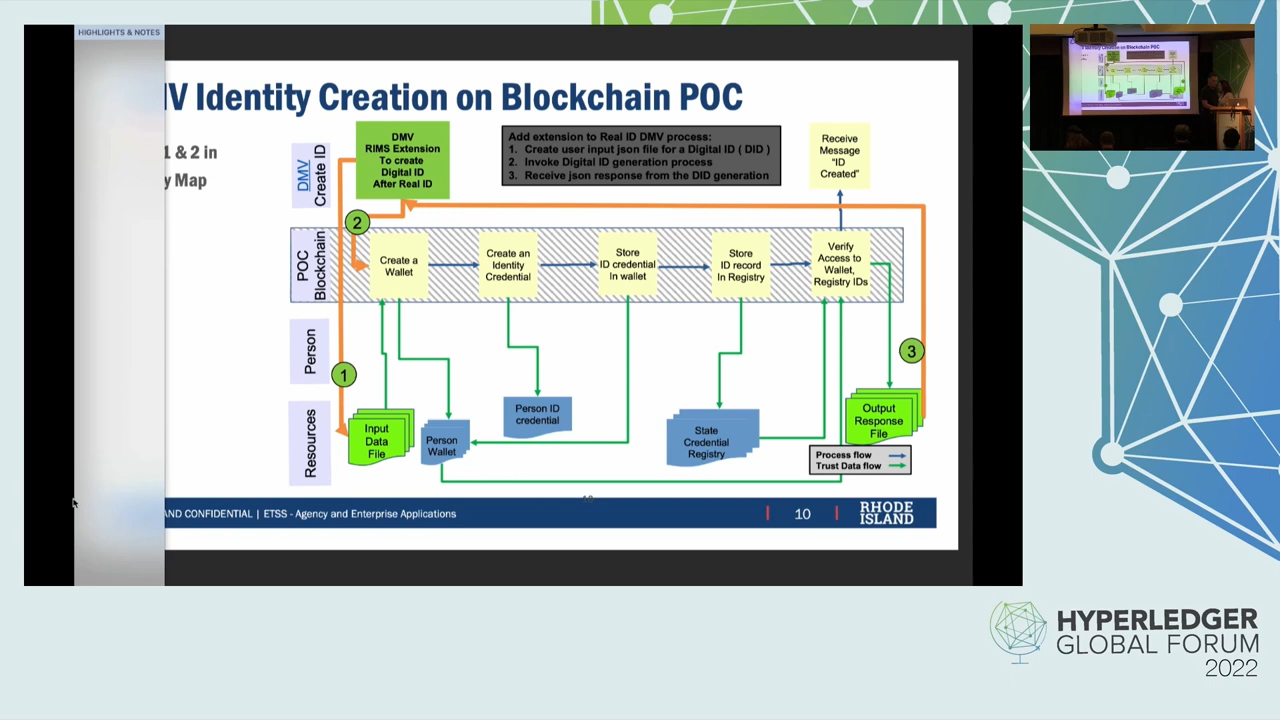 HIGHLIGHTS & NOTES
V Identity Creation on Blockchain POC
1 & 2 in
y Map
DMV
Create ID
DMV
RIMS Extension
To create
Digital ID
After Real ID
Add extension to Real ID DMV process:
1. Create user input json file for a Digital ID ( DID )
2. Invoke Digital ID generation process
3. Receive json response from the DID generation
Receive
Message
"ID
Created"
2
POC
Blockchain
Create a
Wallet
Create an
Identity
Credential
Store
ID credential
In wallet
Store
ID record
In Registry
Verify
Access to
Wallet,
Registry IDs
Person
1
3
Resources
Input
Data
File
Person
Wallet
Person ID
credential
State
Credential
Registry
Output
Response
File
Process flow
Trust Data flow
AND CONFIDENTIAL | ETSS - Agency and Enterprise Applications
10
RHODE
ISLAND
HYPERLEDGER
GLOBAL FORUM
2022